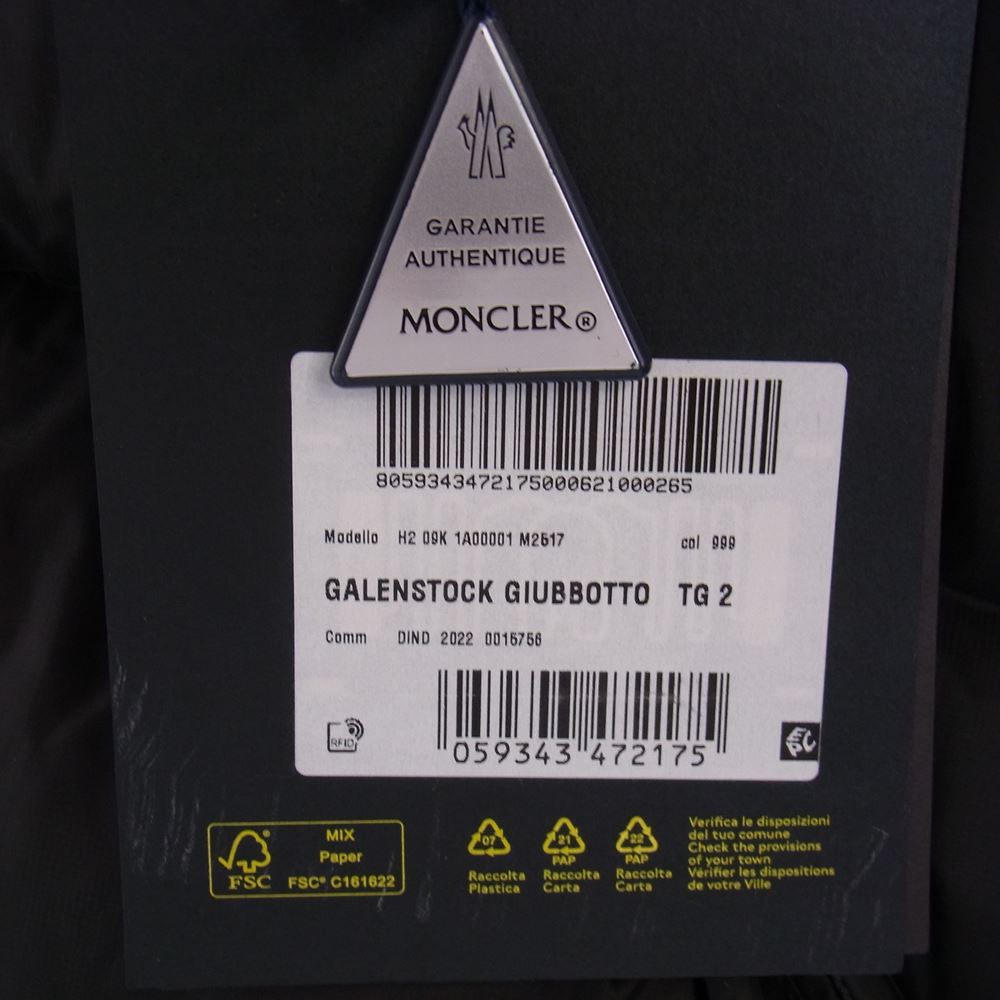 GARANTIE
AUTHENTIQUE
MONCLER®
8059343472175000621000265
Modello H2 09K 1A00001 M2517 col 999
GALENSTOCK GIUBBOTTO TG 2
Comm DIND 2022 0015756
RFID
059343 472175
EPC
FSC
MIX
Paper
FSC® C161622
07
Raccolta
Plastica
21
PAP
Raccolta
Carta
22
PAP
Raccolta
Carta
Verifica le disposizioni
del tuo comune
Check the provisions
of your town
Vérifier les dispositions
de votre Ville